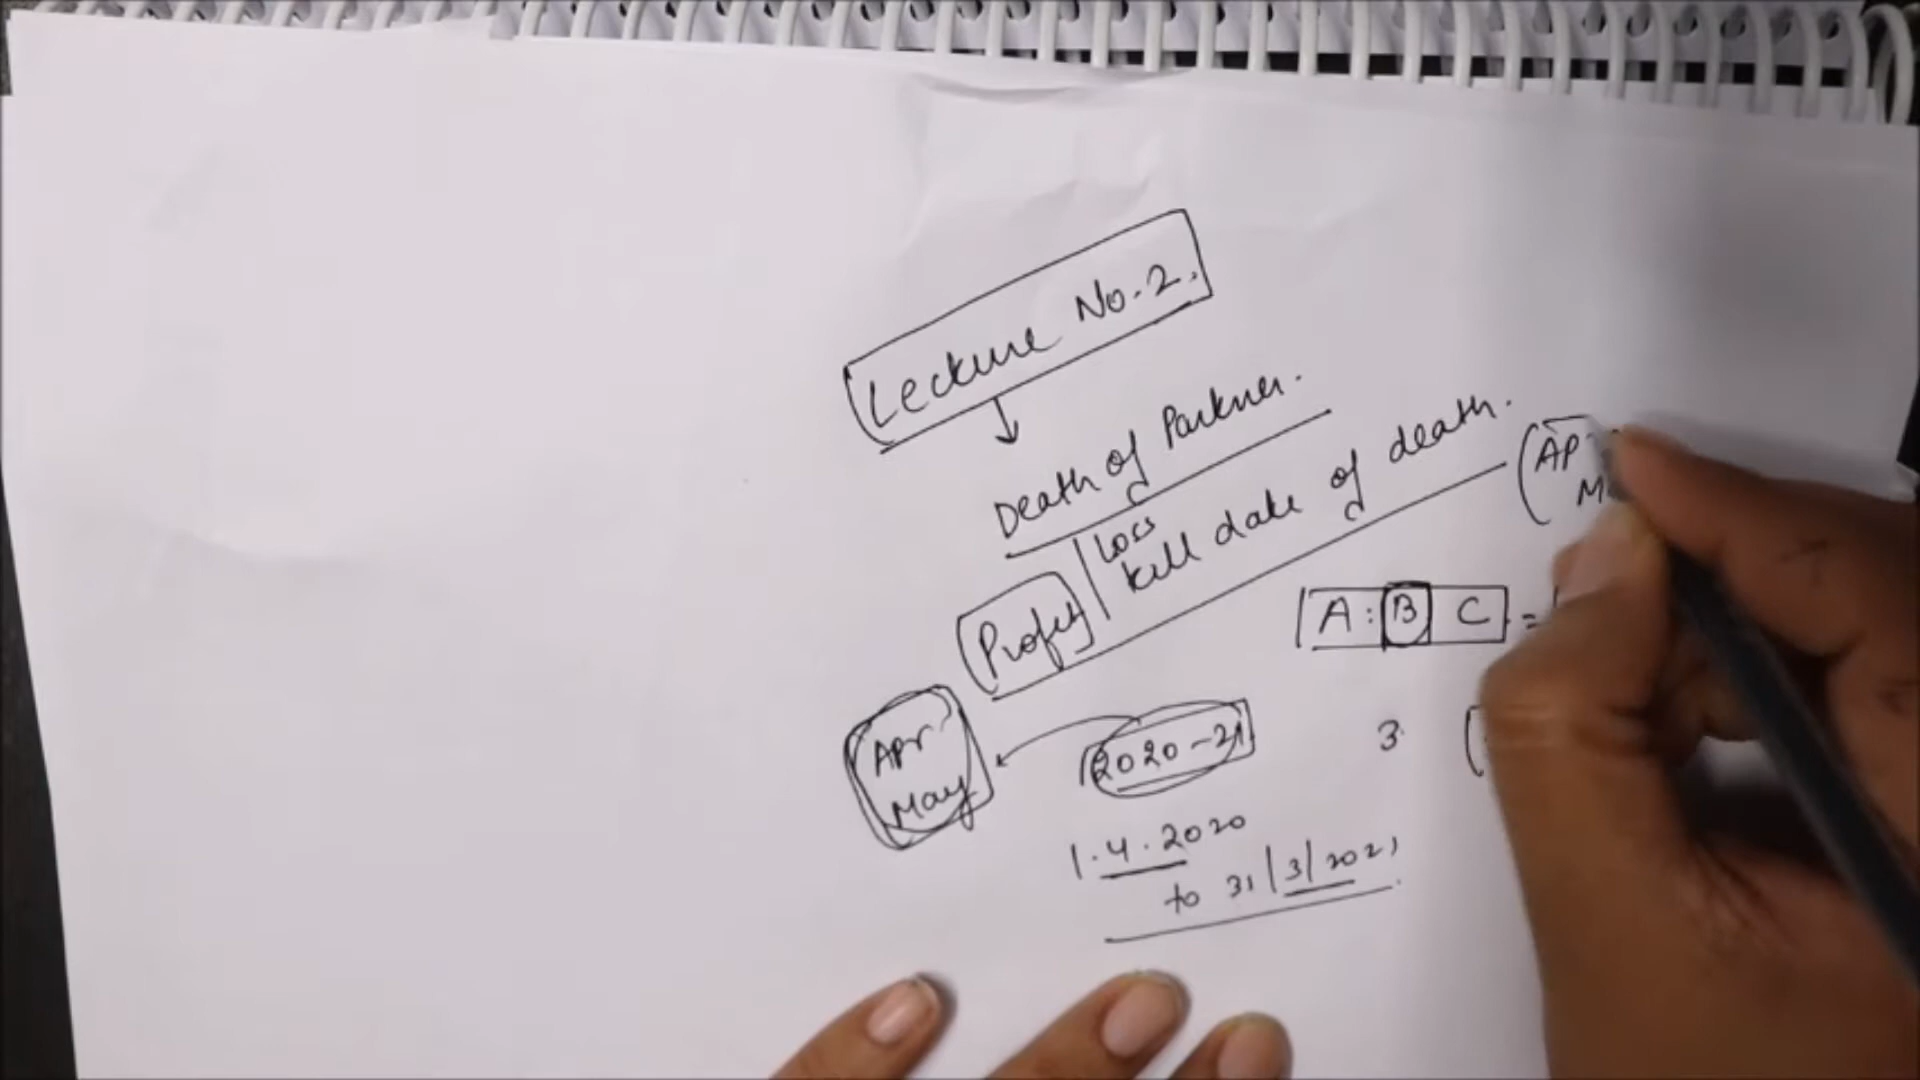 Lecture No.2.
↓
Death of Partner.
Profit | Loss till date of death.
(AP
A : B C =
Apr
May
2020-21
3
1.4.2020
to 31/3/2021